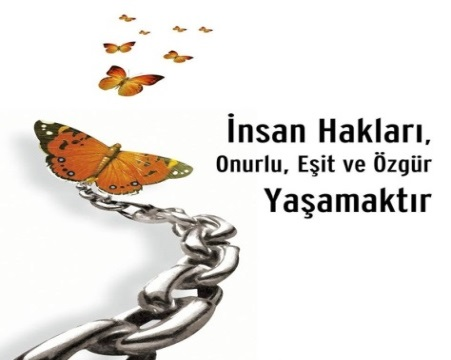 İnsan Hakları,
Onurlu, Eşit ve Özgür
Yaşamaktır